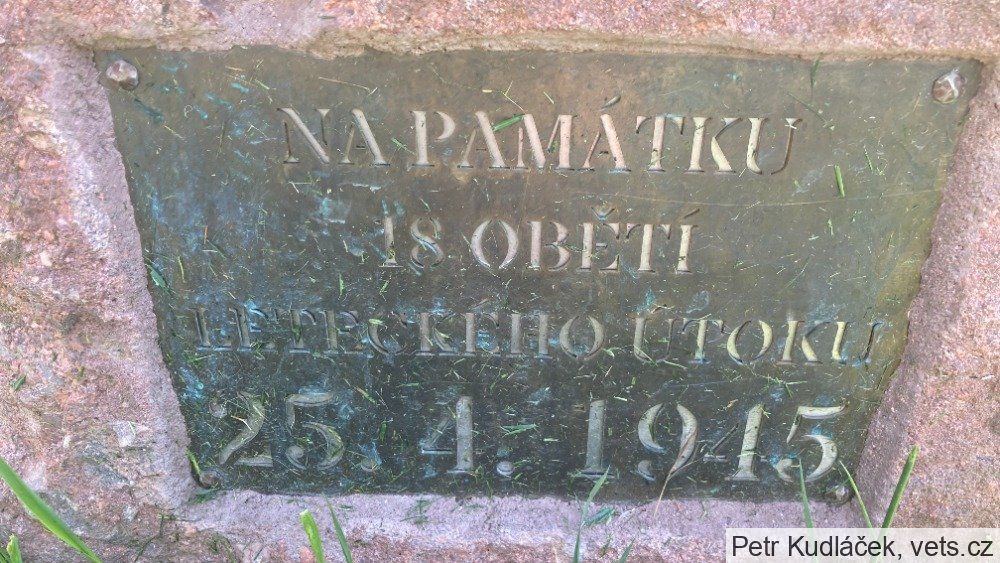 NA PAMÁTKU
18 OBĚTÍ
LETECKÉHO ÚTOKU
25. 4. 1945
Petr Kudláček, vets.cz